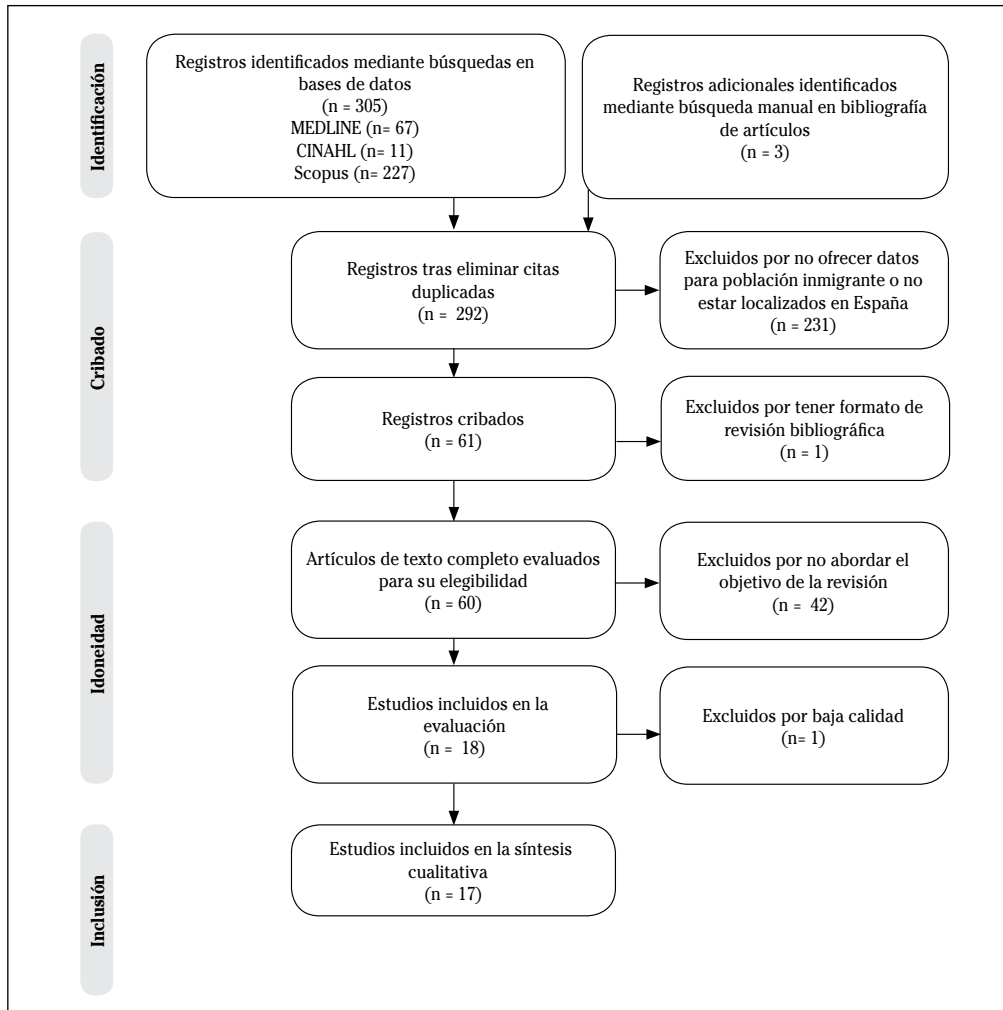 Identificación
Registros identificados mediante búsquedas en
bases de datos
(n = 305)
MEDLINE (n= 67)
CINAHL (n= 11)
Scopus (n= 227)
Registros adicionales identificados
mediante búsqueda manual en bibliografía
de artículos
(n = 3)
Cribado
Registros tras eliminar citas
duplicadas
(n = 292)
Excluidos por no ofrecer datos
para población inmigrante o no
estar localizados en España
(n = 231)
Registros cribados
(n = 61)
Excluidos por tener formato de
revisión bibliográfica
(n = 1)
Idoneidad
Artículos de texto completo evaluados
para su elegibilidad
(n = 60)
Excluidos por no abordar el
objetivo de la revisión
(n = 42)
Estudios incluidos en la
evaluación
(n = 18)
Excluidos por baja calidad
(n= 1)
Inclusión
Estudios incluidos en la síntesis
cualitativa
(n = 17)